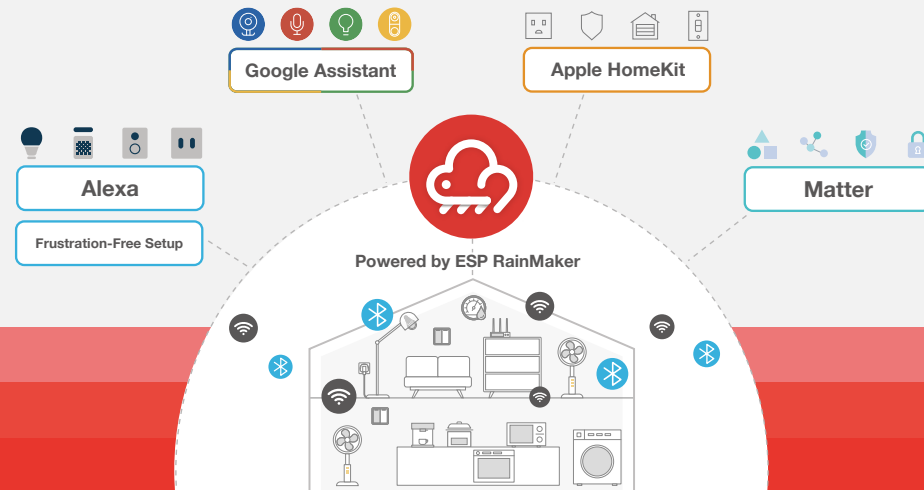 Google Assistant
Apple HomeKit
Alexa
Frustration-Free Setup
Matter
Powered by ESP RainMaker